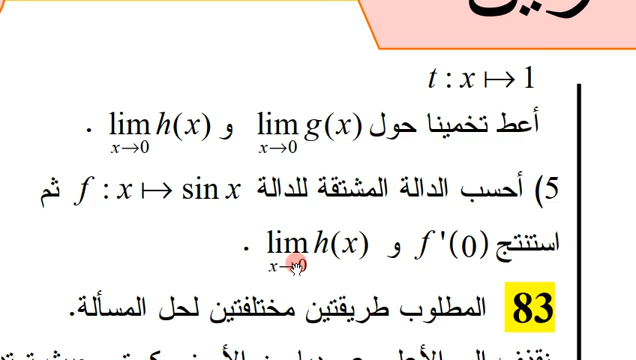 t : x ↦ 1
أعط تخمينا حول lim g(x) x→0 و lim h(x) x→0 .
5) أحسب الدالة المشتقة للدالة f : x ↦ sin x ثم
استنتج f '(0) و lim h(x) x→0 .
83 المطلوب طريقتين مختلفتين لحل المسألة.